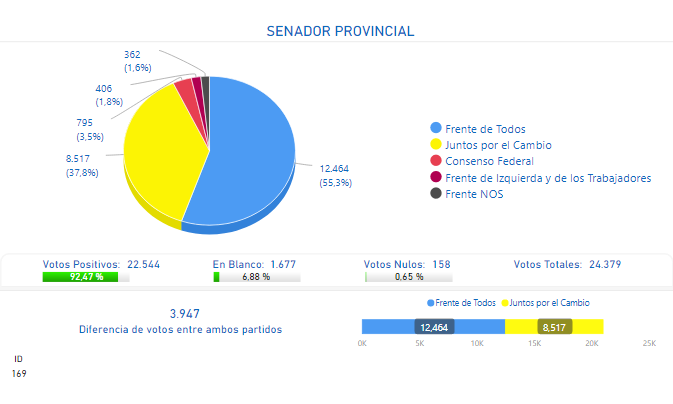 SENADOR PROVINCIAL
362
(1,6%)
406
(1,8%)
795
(3,5%)
8.517
(37,8%)
12.464
(55,3%)
Frente de Todos
Juntos por el Cambio
Consenso Federal
Frente de Izquierda y de los Trabajadores
Frente NOS
Votos Positivos: 22.544
92,47 %
En Blanco: 1.677
6,88 %
Votos Nulos: 158
0,65 %
Votos Totales: 24.379
3.947
Diferencia de votos entre ambos partidos
Frente de Todos Juntos por el Cambio
12,464 8,517
0K 5K 10K 15K 20K 25K
ID
169